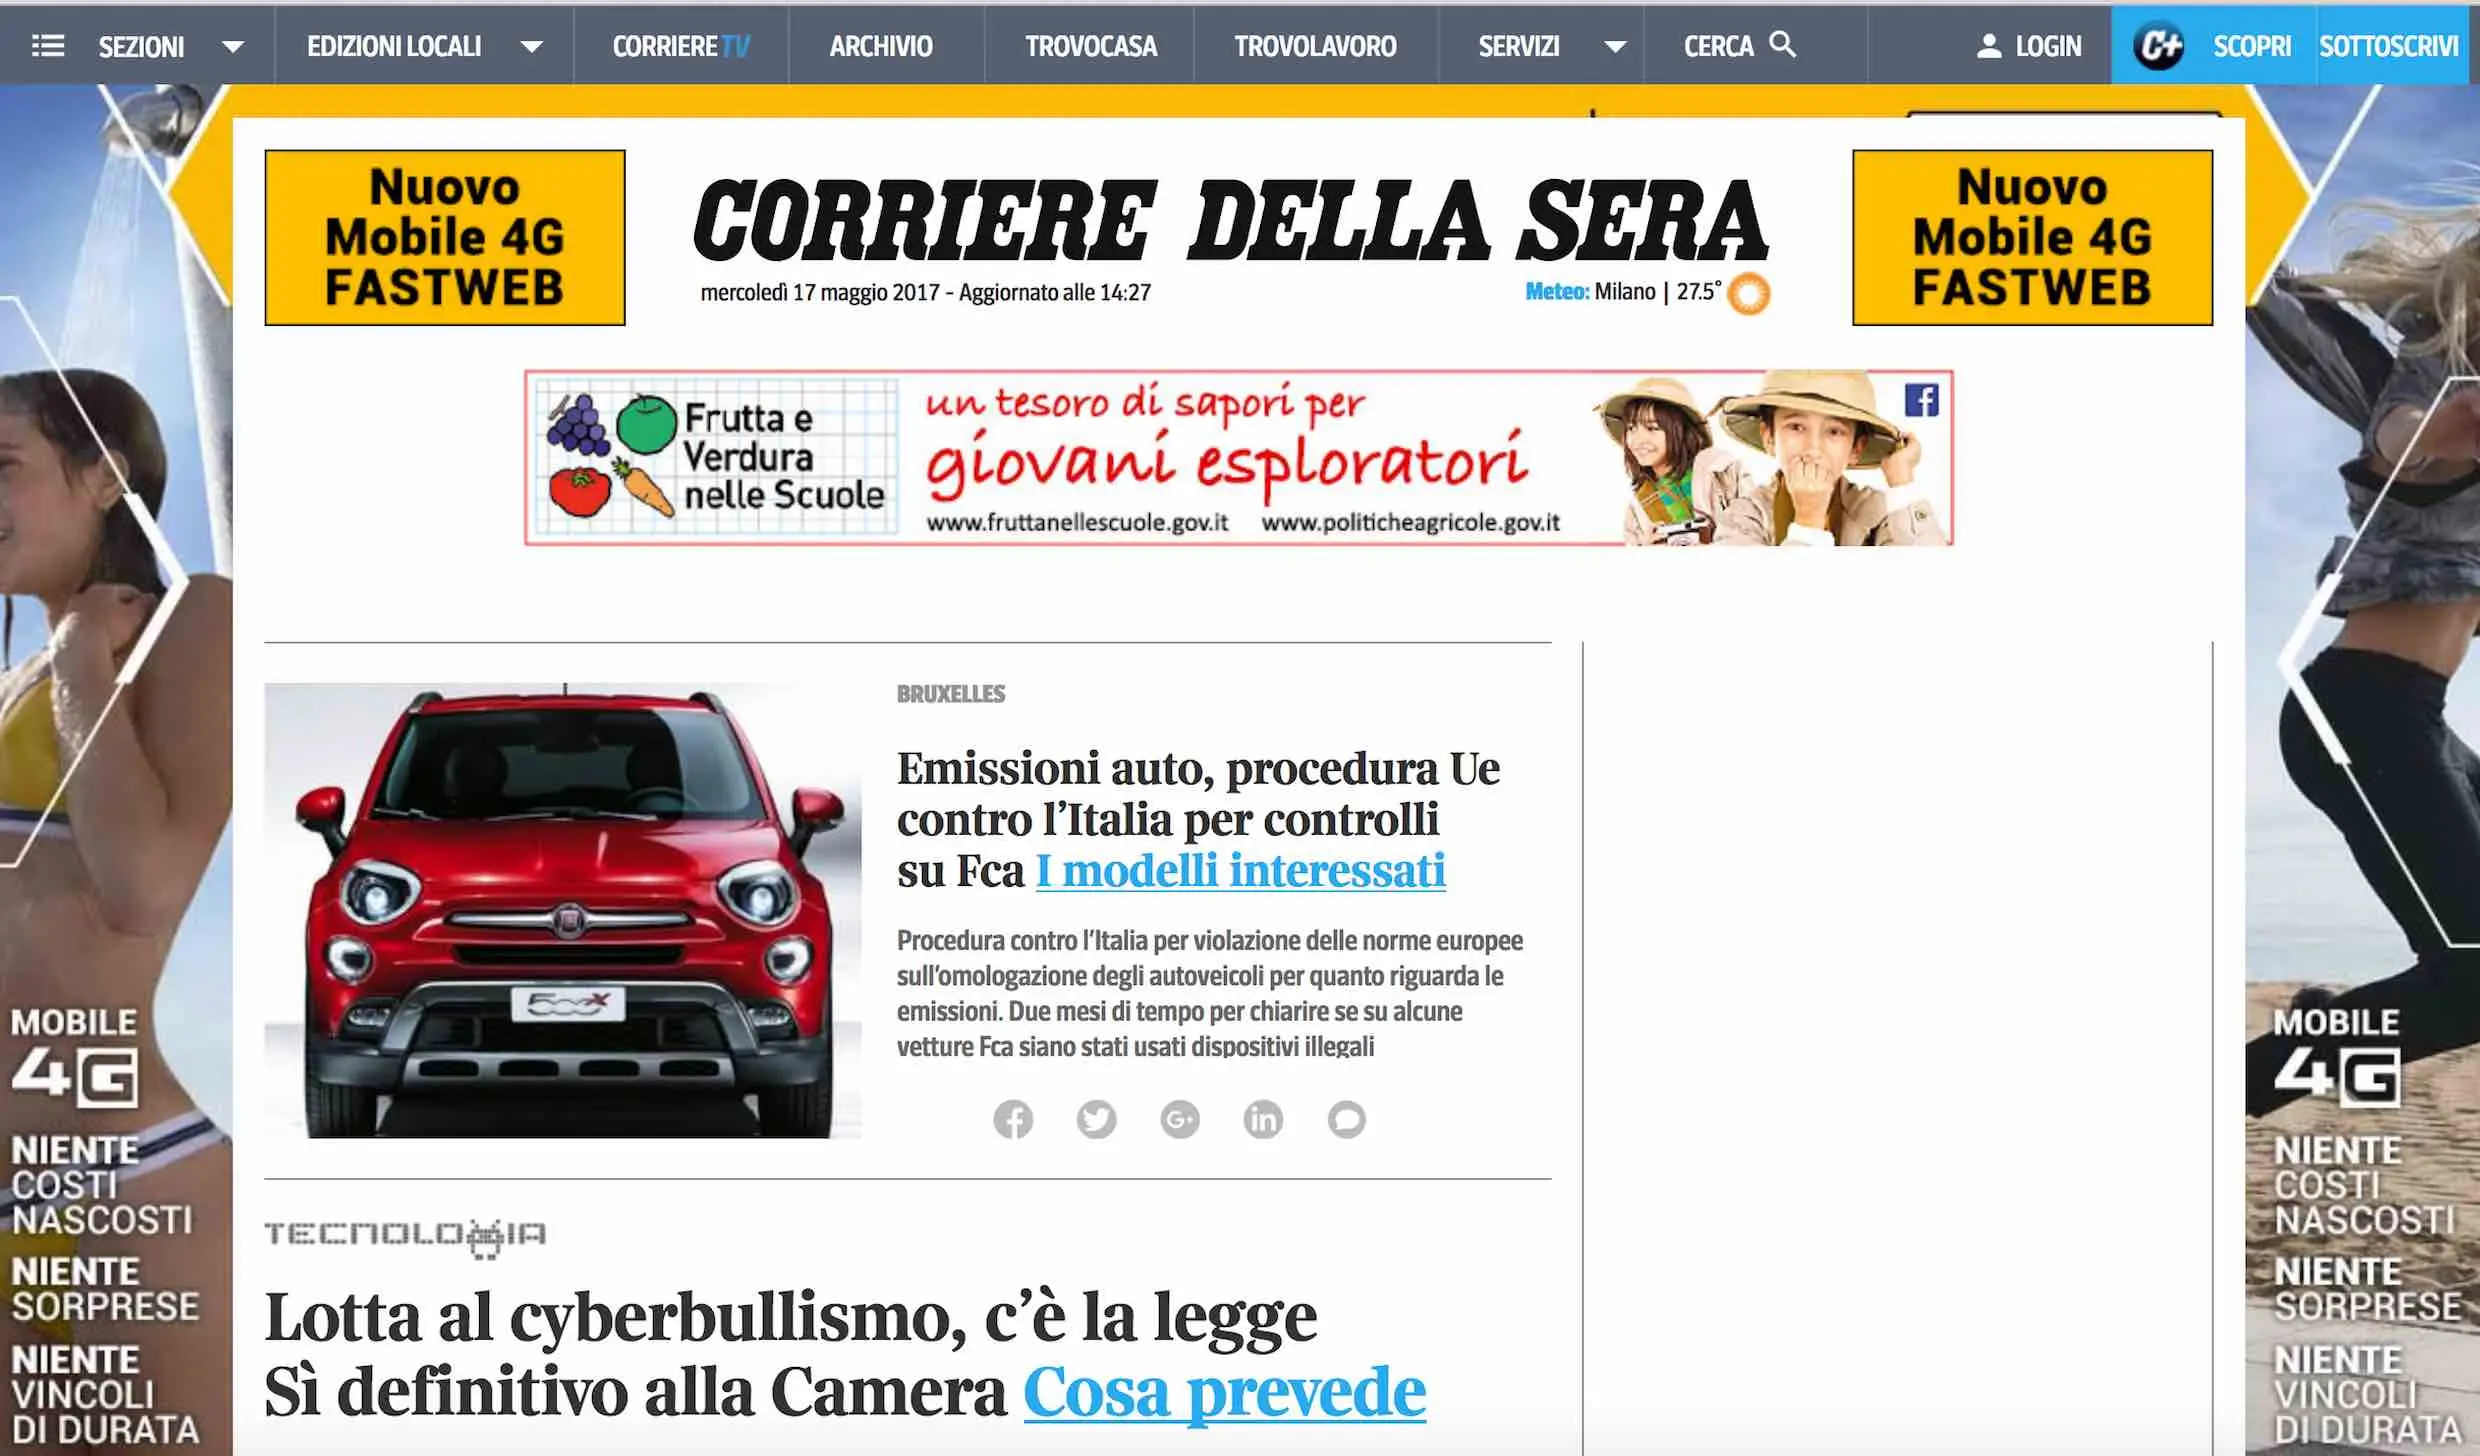 SEZIONI
EDIZIONI LOCALI
CORRIERE TV
ARCHIVIO
TROVOCASA
TROVOLAVORO
SERVIZI
CERCA
LOGIN
C+ SCOPRI
SOTTOSCRIVI
Nuovo
Mobile 4G
FASTWEB
CORRIERE DELLA SERA
mercoledì 17 maggio 2017 - Aggiornato alle 14:27
Meteo: Milano | 27.5°
Nuovo
Mobile 4G
FASTWEB
Frutta e
Verdura
nelle Scuole
un tesoro di sapori per
giovani esploratori
www.fruttanellescuole.gov.it www.politicheagricole.gov.it
BRUXELLES
Emissioni auto, procedura Ue
contro l’Italia per controlli
su Fca I modelli interessati
Procedura contro l’Italia per violazione delle norme europee
sull’omologazione degli autoveicoli per quanto riguarda le
emissioni. Due mesi di tempo per chiarire se su alcune
vetture Fca siano stati usati dispositivi illegali
500X
TECNOLOGIA
Lotta al cyberbullismo, c’è la legge
Sì definitivo alla Camera Cosa prevede
MOBILE
4G
NIENTE
COSTI
NASCOSTI
NIENTE
SORPRESE
NIENTE
VINCOLI
DI DURATA
MOBILE
4G
NIENTE
COSTI
NASCOSTI
NIENTE
SORPRESE
NIENTE
VINCOLI
DI DURATA